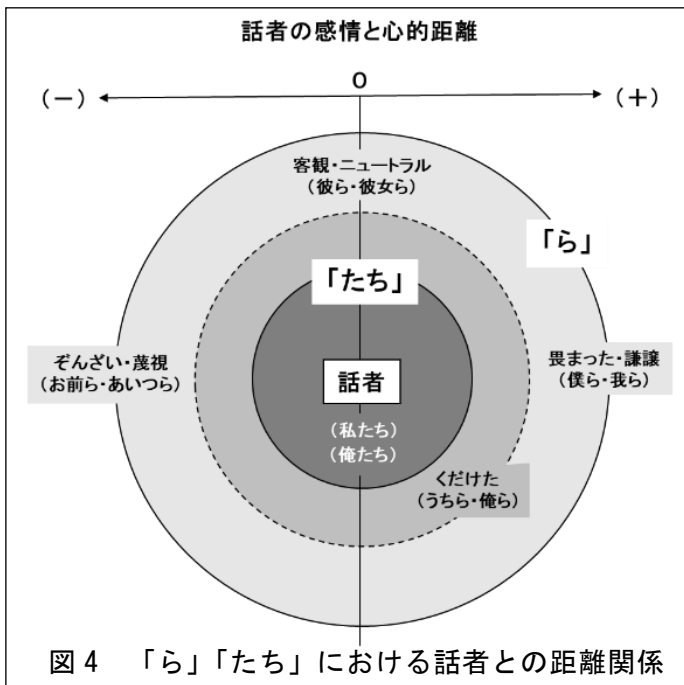 話者の感情と心的距離
0
(－)
(＋)
客観・ニュートラル
(彼ら・彼女ら)
「ら」
「たち」
ぞんざい・茂視
(お前ら・あいつら)
話者
畏まった・謙譲
(僕ら・我ら)
(私たち)
(俺たち)
くだけた
(うちら・俺ら)
図4　「ら」「たち」における話者との距離関係